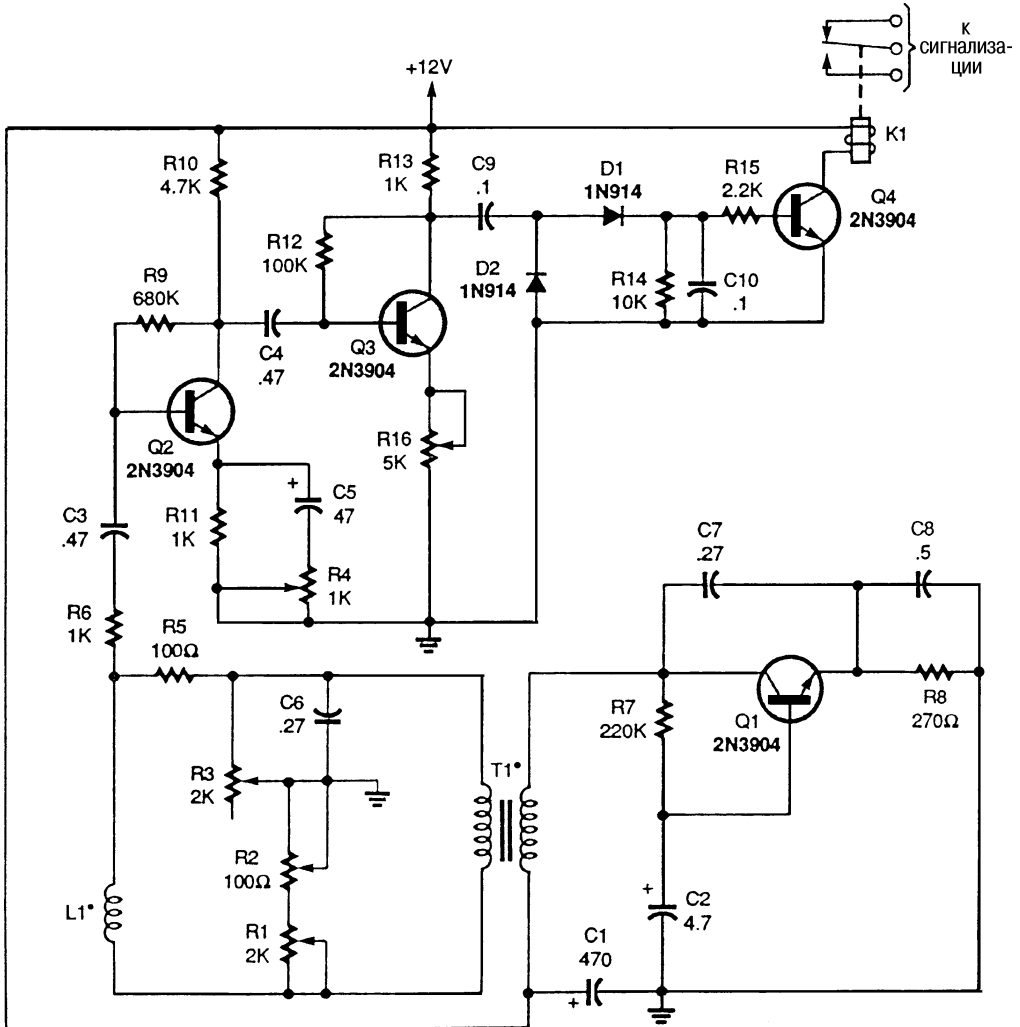 к
сигнализа-
ции
+12V
K1
R10
4.7K
R13
1K
C9
.1
D1
1N914
R15
2.2K
Q4
2N3904
R12
100K
D2
1N914
R14
10K
C10
.1
R9
680K
C4
.47
Q3
2N3904
Q2
2N3904
R16
5K
C3
.47
R11
1K
+
C5
47
R4
1K
C7
.27
C8
.5
R6
1K
R5
100Ω
C6
.27
R7
220K
Q1
2N3904
R8
270Ω
R3
2K
T1*
R2
100Ω
L1*
R1
2K
+
C2
4.7
C1
470
+